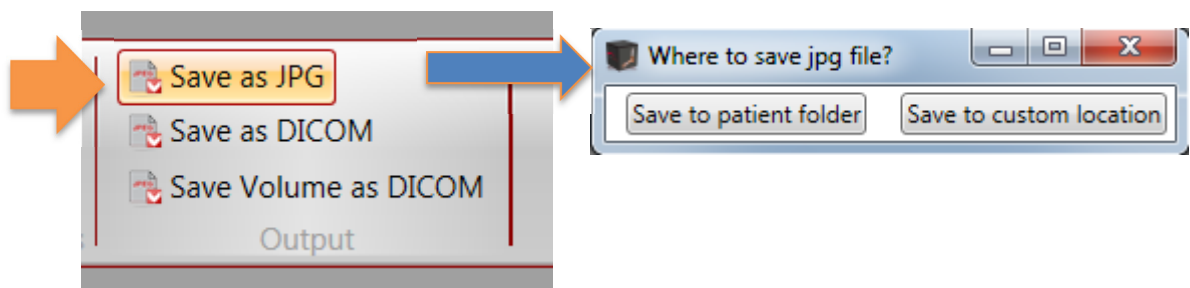 Save as JPG
Save as DICOM
Save Volume as DICOM
Output
Where to save jpg file?
Save to patient folder
Save to custom location